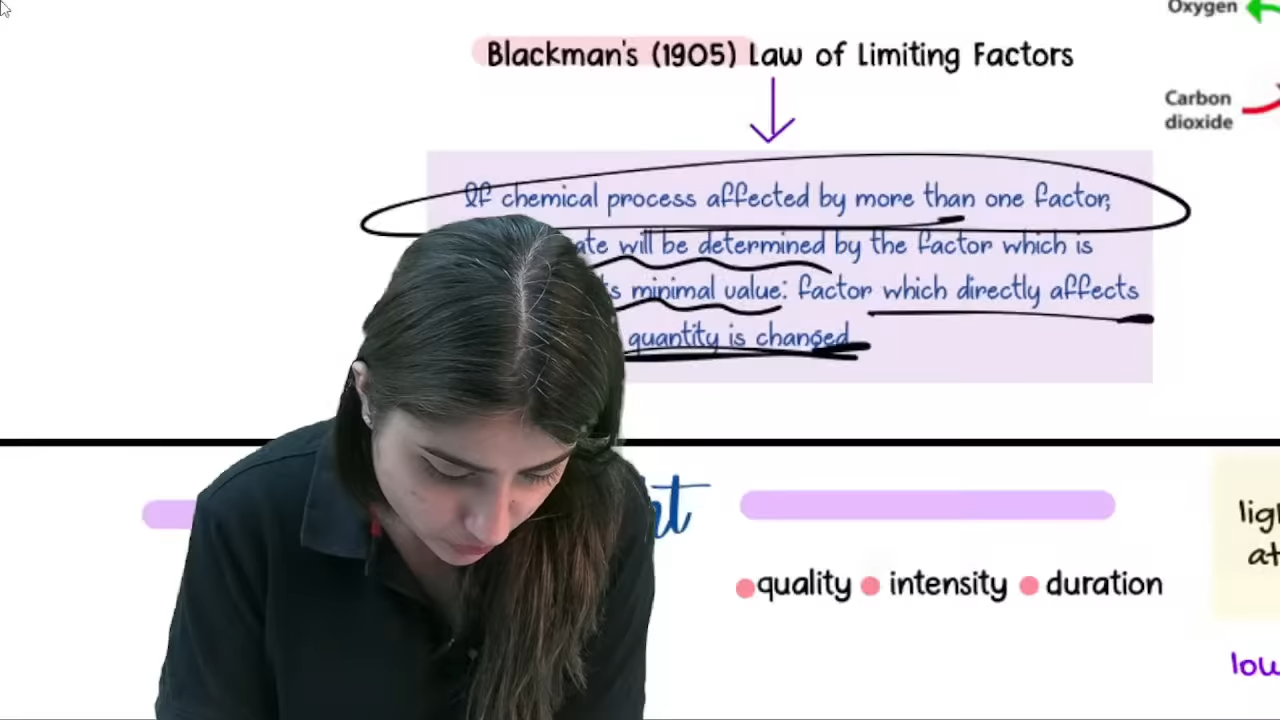 Oxygen
Blackman's (1905) Law of Limiting Factors
Carbon
dioxide
If chemical process affected by more than one factor,
will be determined by the factor which is
minimal value: factor which directly affects
quantity is changed
quality intensity duration